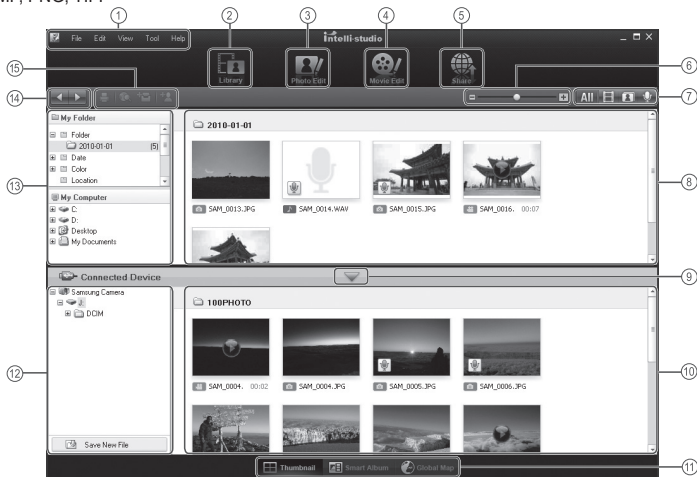 MP, PNG, TIFF
1 2 3 4 5
File Edit View Tool Help
intelli-studio
Library Photo Edit Movie Edit Share
15
6
14
All
7
My Folder
Folder
2010-01-01 (5)
Date
Color
Location
My Computer
C:
D:
Desktop
My Documents
13
2010-01-01
SAM_0013.JPG SAM_0014.WAV SAM_0015.JPG SAM_0016. 00:07
8
Connected Device
9
Samsung Camera
J:
DCIM
12
Save New File
100PHOTO
SAM_0004. 00:02 SAM_0004.JPG SAM_0005.JPG SAM_0006.JPG
10
Thumbnail Smart Album Global Map
11